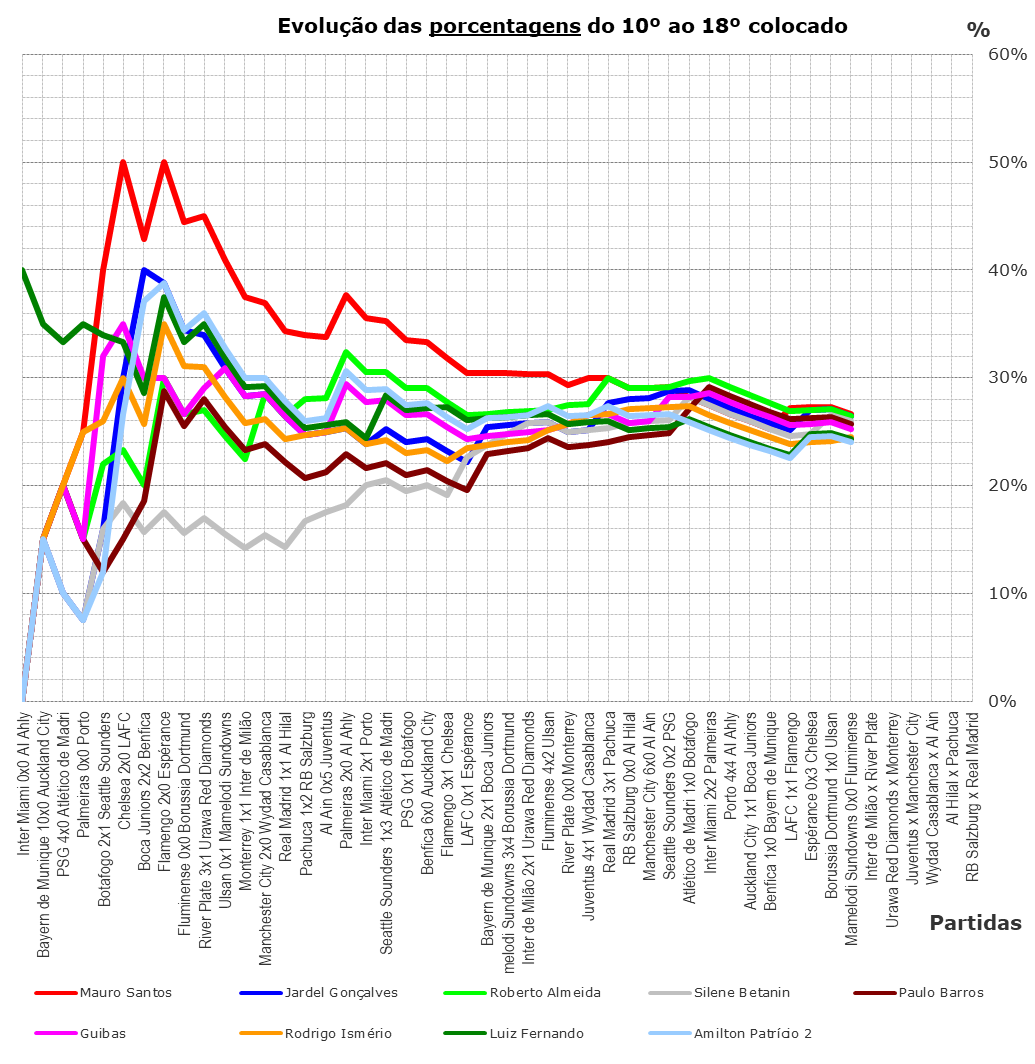 Evolução das porcentagens do 10º ao 18º colocado
%
60%
50%
40%
30%
20%
10%
0%
Inter Miami 0x0 Al Ahly
Bayern de Munique 10x0 Auckland City
PSG 4x0 Atlético de Madri
Palmeiras 0x0 Porto
Botafogo 2x1 Seattle Sounders
Chelsea 2x0 LAFC
Boca Juniors 2x2 Benfica
Flamengo 2x0 Espérance
Fluminense 0x0 Borussia Dortmund
River Plate 3x1 Urawa Red Diamonds
Ulsan 0x1 Mamelodi Sundowns
Monterrey 1x1 Inter de Milão
Manchester City 2x0 Wydad Casablanca
Real Madrid 1x1 Al Hilal
Pachuca 1x2 RB Salzburg
Al Ain 0x5 Juventus
Palmeiras 2x0 Al Ahly
Inter Miami 2x1 Porto
Seattle Sounders 1x3 Atlético de Madri
PSG 0x1 Botafogo
Benfica 6x0 Auckland City
Flamengo 3x1 Chelsea
LAFC 0x1 Espérance
Bayern de Munique 2x1 Boca Juniors
melodi Sundowns 3x4 Borussia Dortmund
Inter de Milão 2x1 Urawa Red Diamonds
Fluminense 4x2 Ulsan
River Plate 0x0 Monterrey
Juventus 4x1 Wydad Casablanca
Real Madrid 3x1 Pachuca
RB Salzburg 0x0 Al Hilal
Manchester City 6x0 Al Ain
Seattle Sounders 0x2 PSG
Atlético de Madri 1x0 Botafogo
Inter Miami 2x2 Palmeiras
Porto 4x4 Al Ahly
Auckland City 1x1 Boca Juniors
Benfica 1x0 Bayern de Munique
LAFC 1x1 Flamengo
Espérance 0x3 Chelsea
Borussia Dortmund 1x0 Ulsan
Mamelodi Sundowns 0x0 Fluminense
Inter de Milão x River Plate
Urawa Red Diamonds x Monterrey
Juventus x Manchester City
Wydad Casablanca x Al Ain
Al Hilal x Pachuca
RB Salzburg x Real Madrid
Partidas
Mauro Santos
Jardel Gonçalves
Roberto Almeida
Silene Betanin
Paulo Barros
Guibas
Rodrigo Ismério
Luiz Fernando
Amilton Patrício 2